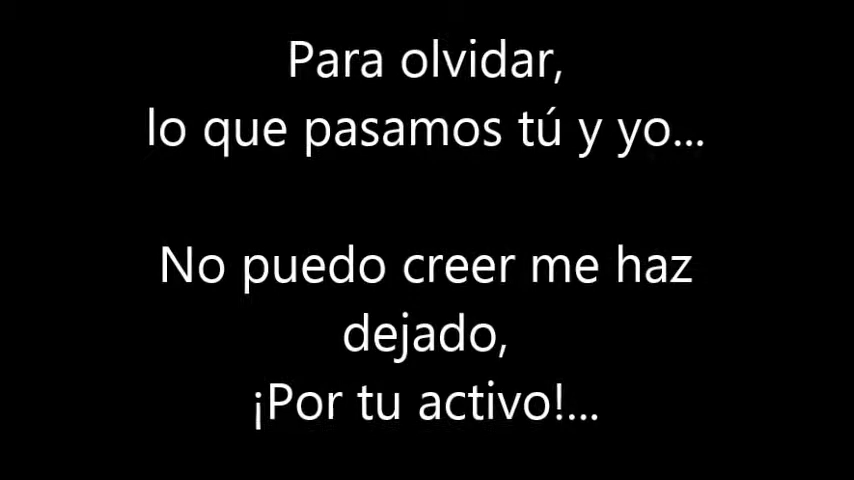 Para olvidar,
lo que pasamos tú y yo...
No puedo creer me haz
dejado,
¡Por tu activo!...